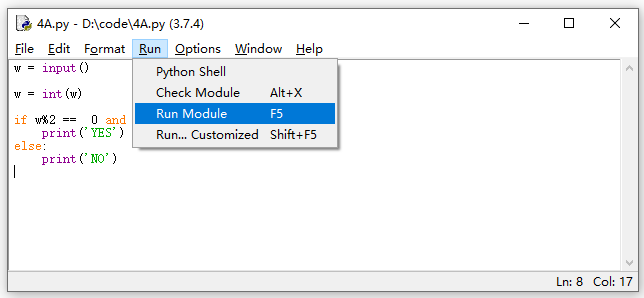 4A.py - D:\code\4A.py (3.7.4)
File Edit Format Run Options Window Help
w = input()
w = int(w)
if w%2 ==  0 and
    print('YES')
else:
    print('NO')
Python Shell
Check Module Alt+X
Run Module F5
Run... Customized Shift+F5
Ln: 8 Col: 17